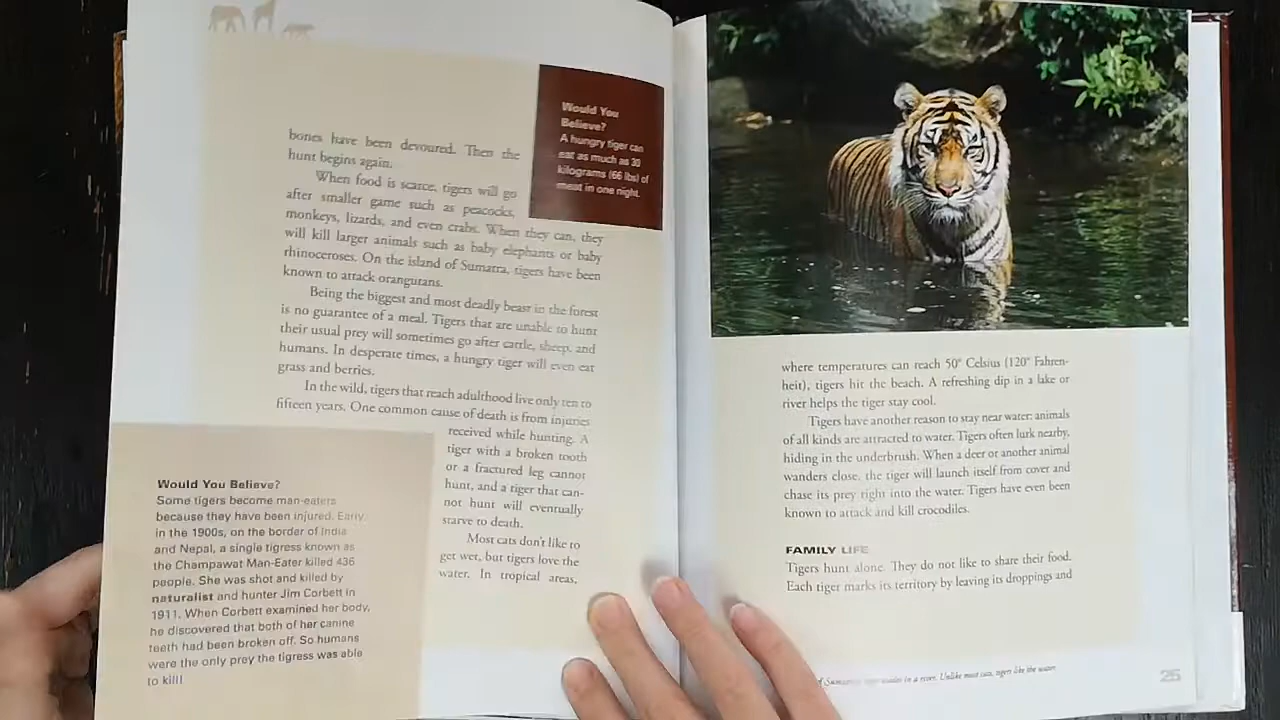 bones have been devoured. Then the
hunt begins again.
When food is scarce, tigers will go
after smaller game such as peacocks,
monkeys, lizards, and even crabs. When they can, they
will kill larger animals such as baby elephants or baby
rhinoceroses. On the island of Sumatra, tigers have been
known to attack orangutans.
Being the biggest and most deadly beast in the forest
is no guarantee of a meal. Tigers that are unable to hunt
their usual prey will sometimes go after cattle, sheep, and
humans. In desperate times, a hungry tiger will even eat
grass and berries.
In the wild, tigers that reach adulthood live only ten to
fifteen years. One common cause of death is from injuries
received while hunting. A
tiger with a broken tooth
or a fractured leg cannot
hunt, and a tiger that can-
not hunt will eventually
starve to death.
Most cats don't like to
get wet, but tigers love the
water. In tropical areas,
Would You
Believe?
A hungry tiger can
eat as much as 30
kilograms (66 lbs) of
meat in one night.
Would You Believe?
Some tigers become man-eaters
because they have been injured. Early
in the 1900s, on the border of India
and Nepal, a single tigress known as
the Champawat Man-Eater killed 436
people. She was shot and killed by
naturalist and hunter Jim Corbett in
1911. When Corbett examined her body,
he discovered that both of her canine
teeth had been broken off. So humans
were the only prey the tigress was able
to kill!
where temperatures can reach 50° Celsius (120° Fahren-
heit), tigers hit the beach. A refreshing dip in a lake or
river helps the tiger stay cool.
Tigers have another reason to stay near water: animals
of all kinds are attracted to water. Tigers often lurk nearby,
hiding in the underbrush. When a deer or another animal
wanders close, the tiger will launch itself from cover and
chase its prey right into the water. Tigers have even been
known to attack and kill crocodiles.
FAMILY LIFE
Tigers hunt alone. They do not like to share their food.
Each tiger marks its territory by leaving its droppings and
Sumatran tiger wades in a river. Unlike most cats, tigers like the water.
25